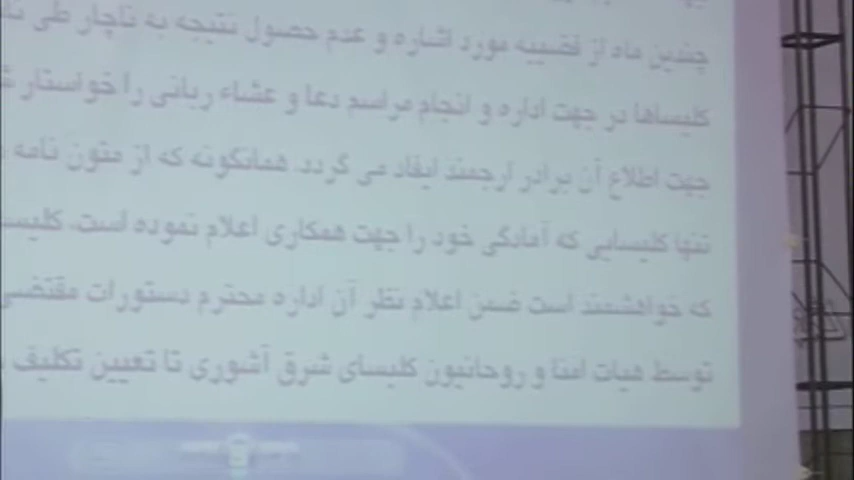 چندین ماه از قضییه مورد اشاره و عدم حصول نتیجه به ناچار طی
کلیساها در جهت اداره و انجام مراسم دعا و عشاء ربانی را خواستار
جهت اطلاع آن برادر ارجمند ایفاد می گردد. همانگونه که از متون نامه
تنها کلیسایی که آمادگی خود را جهت همکاری اعلام نموده است، کلیسا
که خواهشمند است ضمن اعلام نظر آن اداره محترم دستورات مقتضی
توسط هیات امنا و روحانیون کلیسای شرق آشوری تا تعیین تکلیف